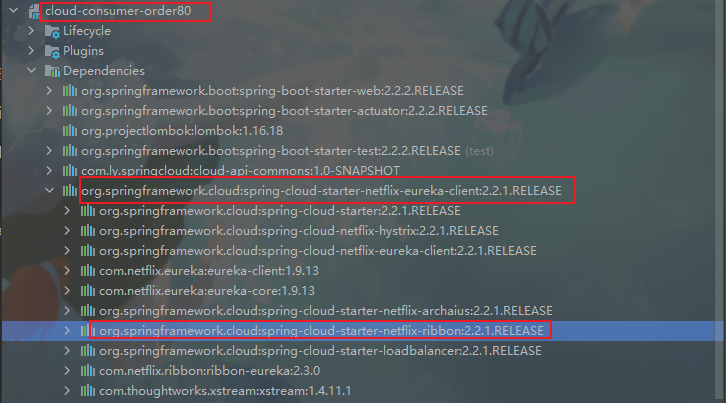 cloud-consumer-order80
Lifecycle
Plugins
Dependencies
org.springframework.boot:spring-boot-starter-web:2.2.2.RELEASE
org.springframework.boot:spring-boot-starter-actuator:2.2.2.RELEASE
org.projectlombok:lombok:1.16.18
org.springframework.boot:spring-boot-starter-test:2.2.2.RELEASE (test)
com.ly.springcloud:cloud-api-commons:1.0-SNAPSHOT
org.springframework.cloud:spring-cloud-starter-netflix-eureka-client:2.2.1.RELEASE
org.springframework.cloud:spring-cloud-starter:2.2.1.RELEASE
org.springframework.cloud:spring-cloud-netflix-hystrix:2.2.1.RELEASE
org.springframework.cloud:spring-cloud-netflix-eureka-client:2.2.1.RELEASE
com.netflix.eureka:eureka-client:1.9.13
com.netflix.eureka:eureka-core:1.9.13
org.springframework.cloud:spring-cloud-starter-netflix-archaius:2.2.1.RELEASE
org.springframework.cloud:spring-cloud-starter-netflix-ribbon:2.2.1.RELEASE
org.springframework.cloud:spring-cloud-starter-loadbalancer:2.2.1.RELEASE
com.netflix.ribbon:ribbon-eureka:2.3.0
com.thoughtworks.xstream:xstream:1.4.11.1